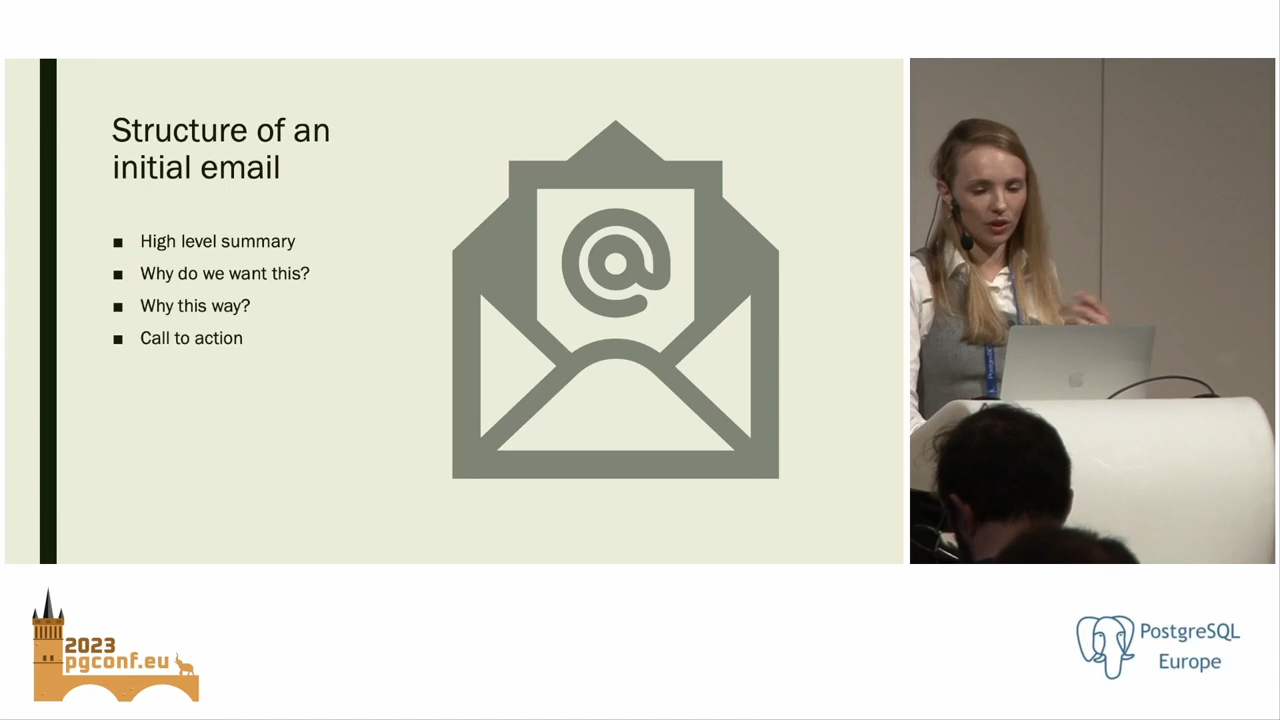 Structure of an
initial email
■ High level summary
■ Why do we want this?
■ Why this way?
■ Call to action
@
2023
pgconf.eu
PostgreSQL
Europe